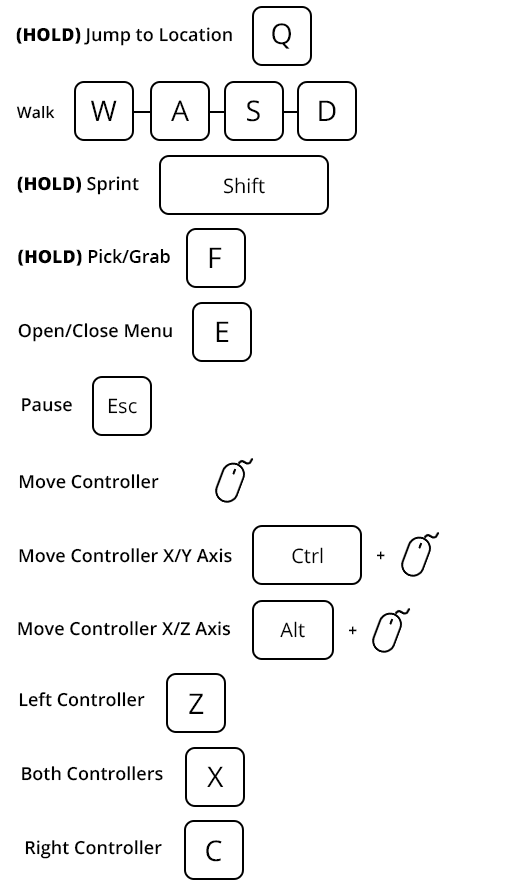 (HOLD) Jump to Location Q
Walk W A S D
(HOLD) Sprint Shift
(HOLD) Pick/Grab F
Open/Close Menu E
Pause Esc
Move Controller
Move Controller X/Y Axis Ctrl +
Move Controller X/Z Axis Alt +
Left Controller Z
Both Controllers X
Right Controller C